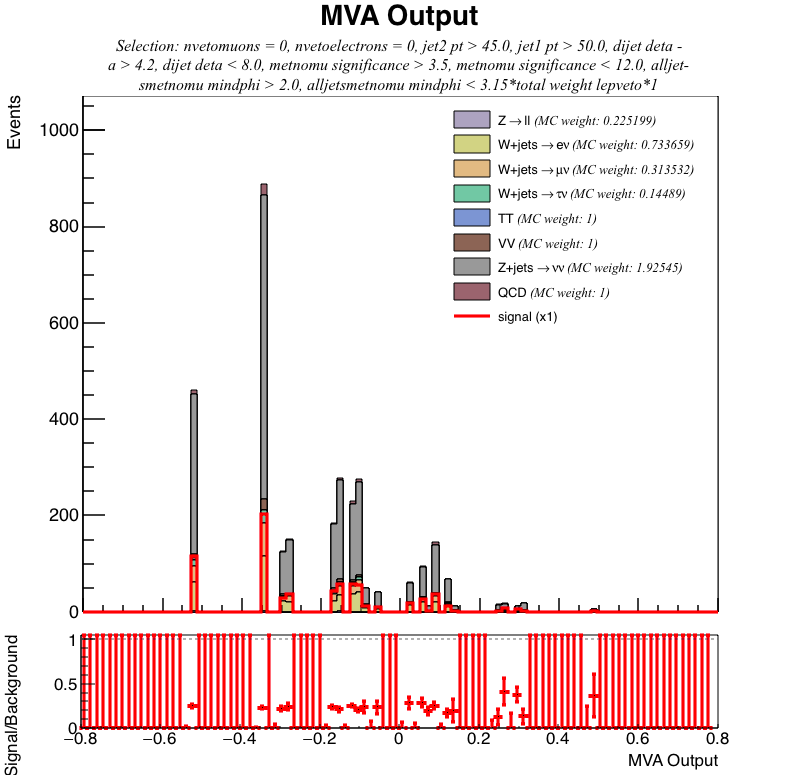 MVA Output
Selection: nvetomuons = 0, nvetoelectrons = 0, jet2 pt > 45.0, jet1 pt > 50.0, dijet deta -
a > 4.2, dijet deta < 8.0, metnomu significance > 3.5, metnomu significance < 12.0, alljet-
smetnomu mindphi > 2.0, alljetsmetnomu mindphi < 3.15*total weight lepveto*1
Events
1000
800
600
400
200
0
Z→ll (MC weight: 0.225199)
W+jets→eν (MC weight: 0.733659)
W+jets→μν (MC weight: 0.313532)
W+jets→τν (MC weight: 0.14489)
TT (MC weight: 1)
VV (MC weight: 1)
Z+jets→νν (MC weight: 1.92545)
QCD (MC weight: 1)
signal (x1)
Signal/Background
1
0.5
0
−0.8 −0.6 −0.4 −0.2 0 0.2 0.4 0.6 0.8
MVA Output